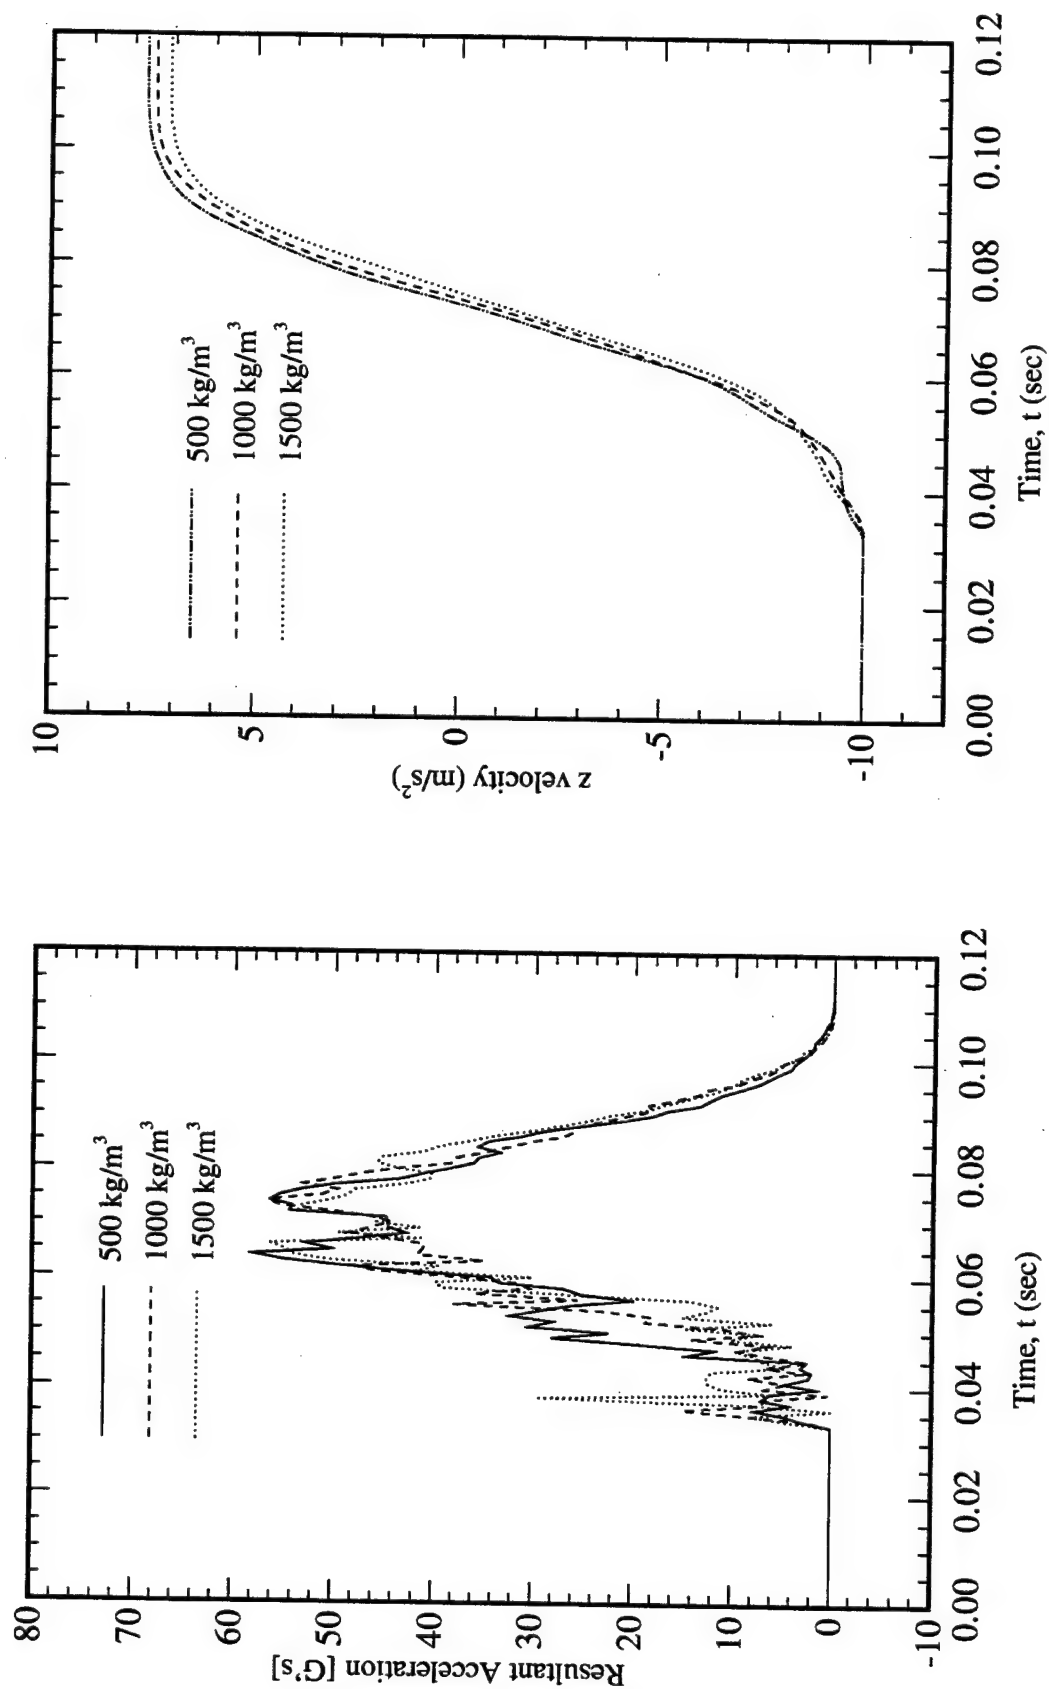 80
70
60
50
40
30
20
10
0
-10
Resultant Acceleration [G's]
0.00
0.02
0.04
0.06
0.08
0.10
0.12
Time, t (sec)
500 kg/m³
1000 kg/m³
1500 kg/m³
10
5
0
-5
-10
z velocity (m/s²)
0.00
0.02
0.04
0.06
0.08
0.10
0.12
Time, t (sec)
500 kg/m³
1000 kg/m³
1500 kg/m³